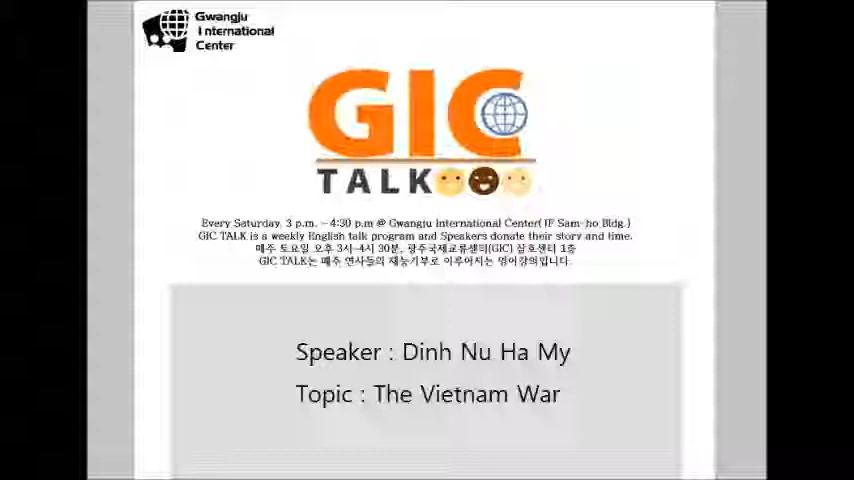 Gwangju
International
Center
GIC
TALK
Every Saturday, 3 p.m. - 4:30 p.m @ Gwangju International Center( 1F Sam-ho Bldg.)
GIC TALK is a weekly English talk program and Speakers donate their story and time.
매주 토요일 오후 3시-4시 30분, 광주국제교류센터(GIC) 삼호센터 1층
GIC TALK는 매주 연사들의 재능기부로 이루어지는 영어강의입니다.
Speaker : Dinh Nu Ha My
Topic : The Vietnam War